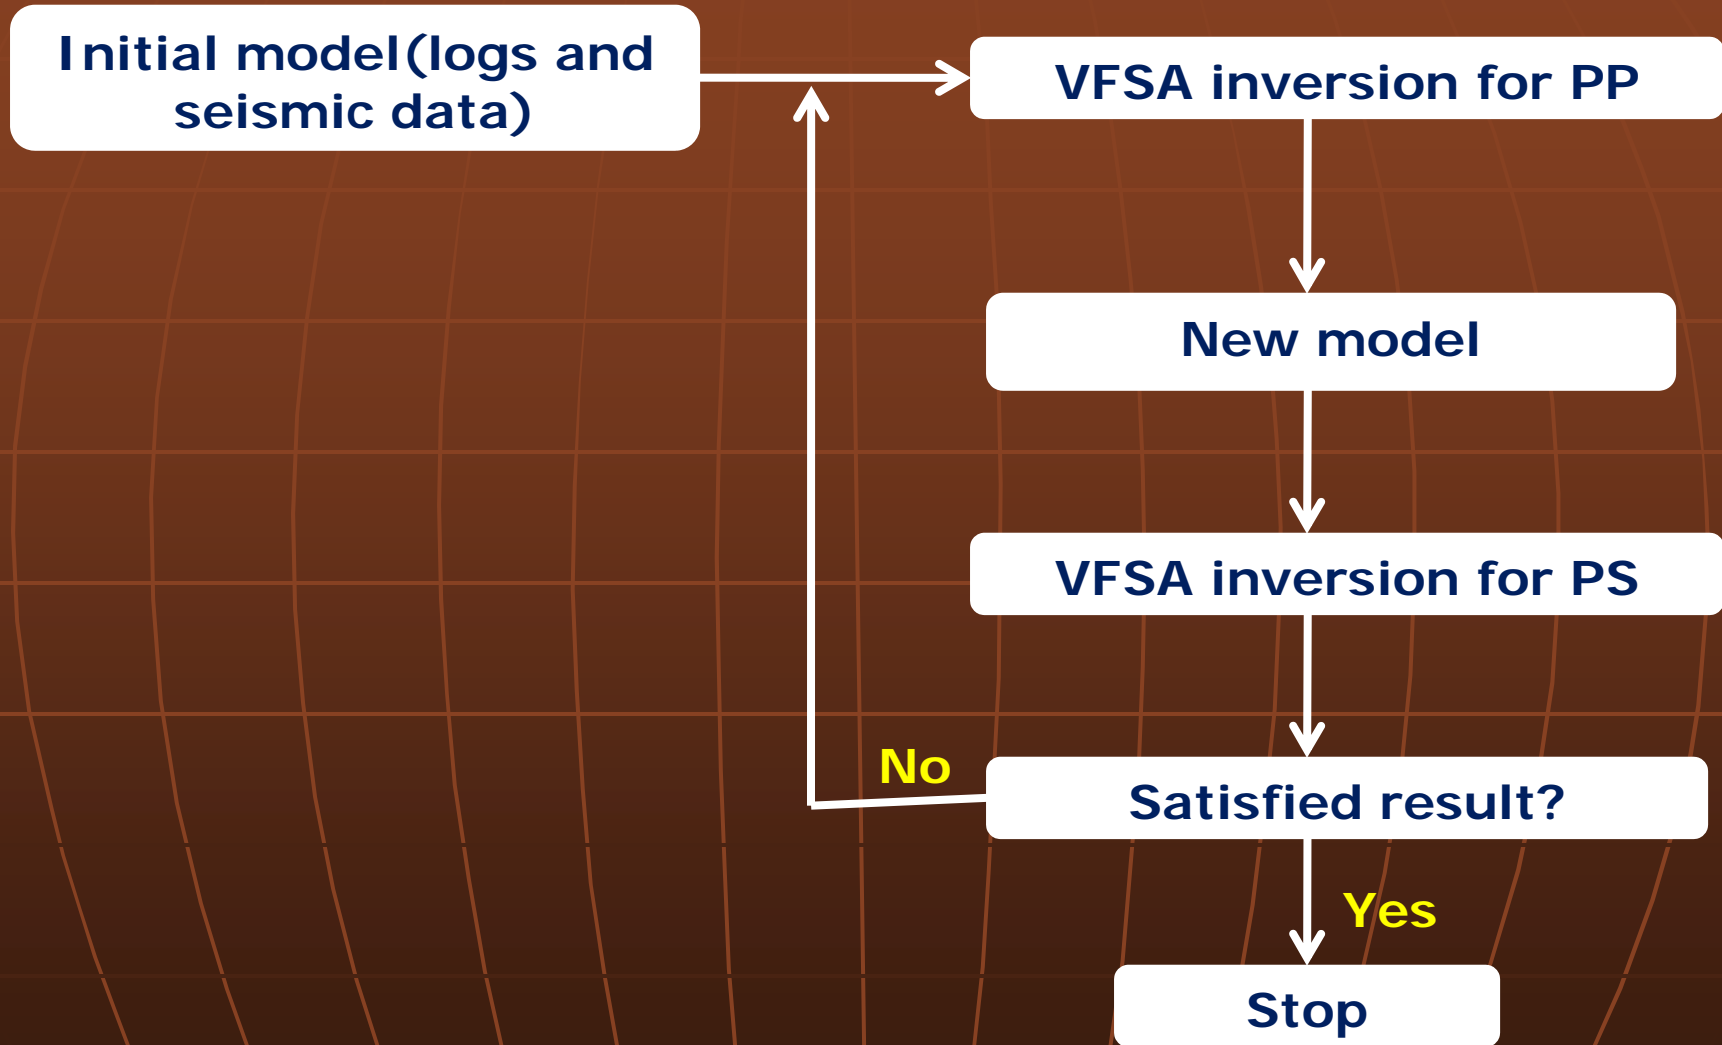 Initial model(logs and
seismic data)
VFSA inversion for PP
New model
VFSA inversion for PS
No
Satisfied result?
Yes
Stop